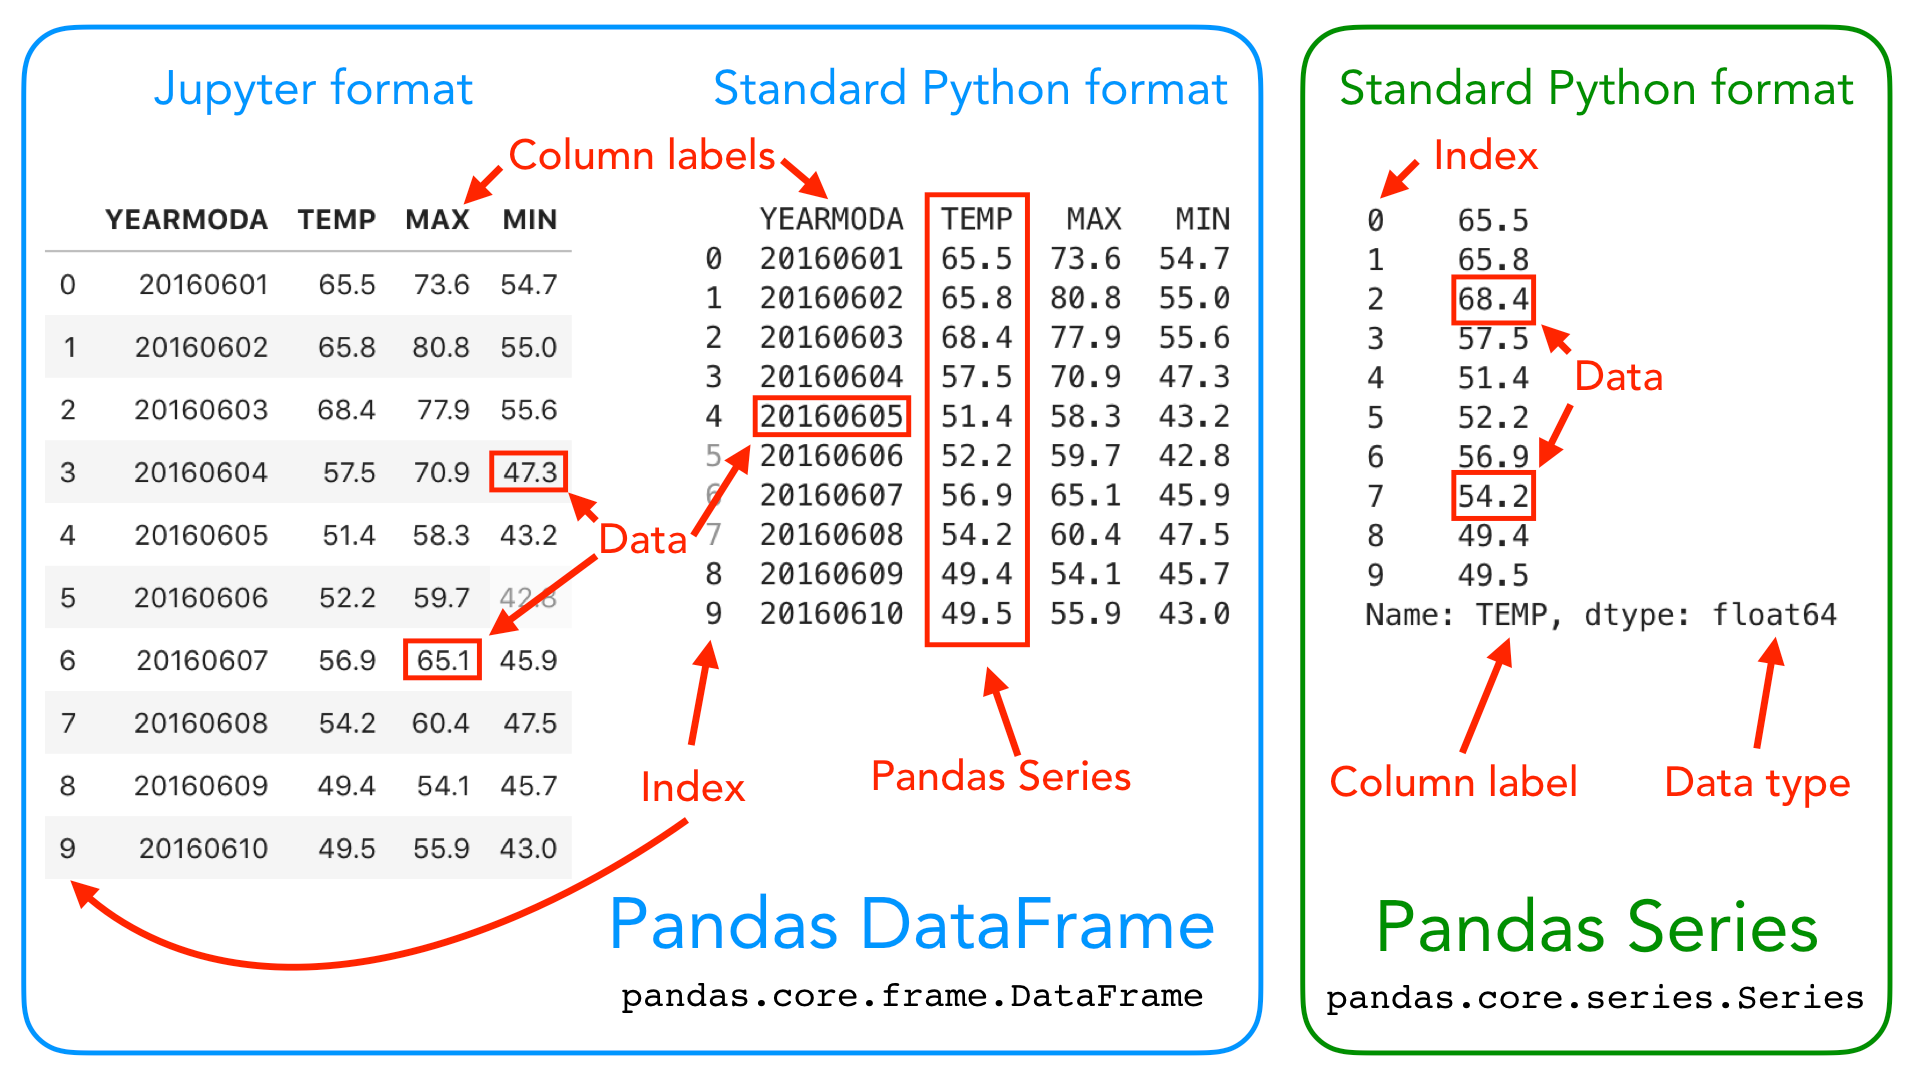 Jupyter format
Standard Python format
Column labels
YEARMODA TEMP MAX MIN
0 20160601 65.5 73.6 54.7
1 20160602 65.8 80.8 55.0
2 20160603 68.4 77.9 55.6
3 20160604 57.5 70.9 47.3
4 20160605 51.4 58.3 43.2
5 20160606 52.2 59.7 42.8
6 20160607 56.9 65.1 45.9
7 20160608 54.2 60.4 47.5
8 20160609 49.4 54.1 45.7
9 20160610 49.5 55.9 43.0
Data
YEARMODA TEMP MAX MIN
0 20160601 65.5 73.6 54.7
1 20160602 65.8 80.8 55.0
2 20160603 68.4 77.9 55.6
3 20160604 57.5 70.9 47.3
4 20160605 51.4 58.3 43.2
5 20160606 52.2 59.7 42.8
6 20160607 56.9 65.1 45.9
7 20160608 54.2 60.4 47.5
8 20160609 49.4 54.1 45.7
9 20160610 49.5 55.9 43.0
Index
Pandas Series
Pandas DataFrame
pandas.core.frame.DataFrame
Standard Python format
Index
0 65.5
1 65.8
2 68.4
3 57.5
4 51.4
5 52.2
6 56.9
7 54.2
8 49.4
9 49.5
Name: TEMP, dtype: float64
Data
Column label
Data type
Pandas Series
pandas.core.series.Series